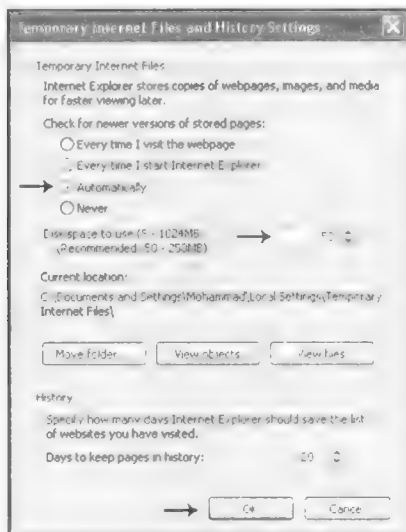 Temporary Internet Files and History Settings
Temporary Internet Files
Internet Explorer stores copies of webpages, images, and media
for faster viewing later.
Check for newer versions of stored pages:
Every time I visit the webpage
Every time I start Internet Explorer
Automatically
Never
Disk space to use (8 - 1024MB
(Recommended: 50 - 250MB)
50
Current location:
C:\Documents and Settings\Mohammad\Local Settings\Temporary
Internet Files\
Move folder...
View objects
View files
History
Specify how many days Internet Explorer should save the list
of websites you have visited.
Days to keep pages in history:
20
OK
Cancel